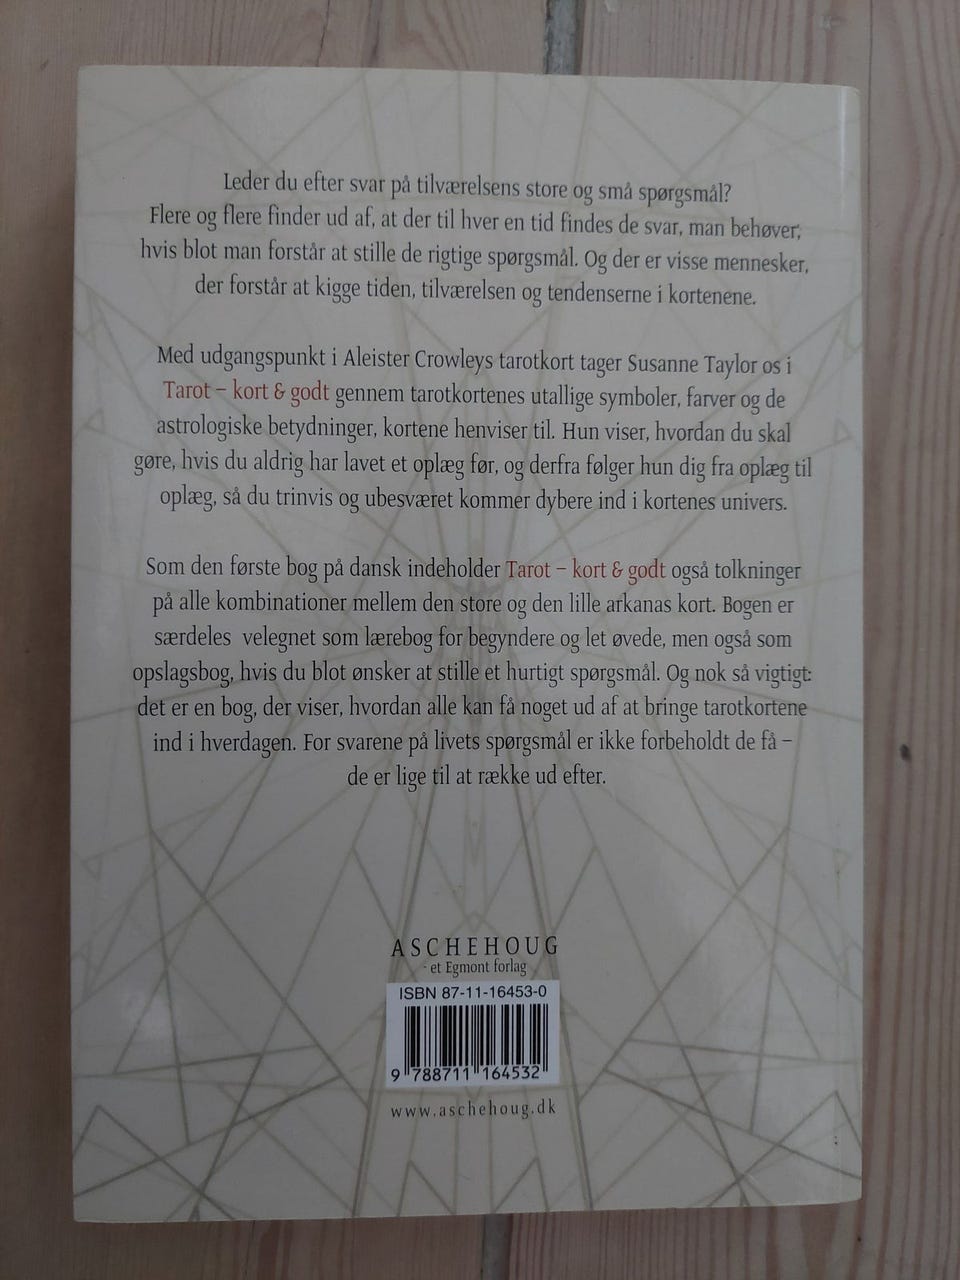 Leder du efter svar på tilværelsens store og små spørgsmål?
Flere og flere finder ud af, at der til hver en tid findes de svar, man behøver,
hvis blot man forstår at stille de rigtige spørgsmål. Og der er visse mennesker,
der forstår at kigge tiden, tilværelsen og tendenserne i kortenene.
Med udgangspunkt i Aleister Crowleys tarotkort tager Susanne Taylor os i
Tarot – kort & godt gennem tarotkortenes utallige symboler, farver og de
astrologiske betydninger, kortene henviser til. Hun viser, hvordan du skal
gøre, hvis du aldrig har lavet et oplæg før, og derfra følger hun dig fra oplæg til
oplæg, så du trinvis og ubesværet kommer dybere ind i kortenes univers.
Som den første bog på dansk indeholder Tarot – kort & godt også tolkninger
på alle kombinationer mellem den store og den lille arkanas kort. Bogen er
særdeles velegnet som lærebog for begyndere og let øvede, men også som
opslagsbog, hvis du blot ønsker at stille et hurtigt spørgsmål. Og nok så vigtigt:
det er en bog, der viser, hvordan alle kan få noget ud af at bringe tarotkortene
ind i hverdagen. For svarene på livets spørgsmål er ikke forbeholdt de få –
de er lige til at række ud efter.
ASCHEHOUG
- et Egmont forlag
ISBN 87-11-16453-0
9 788711 164532
www.aschehoug.dk